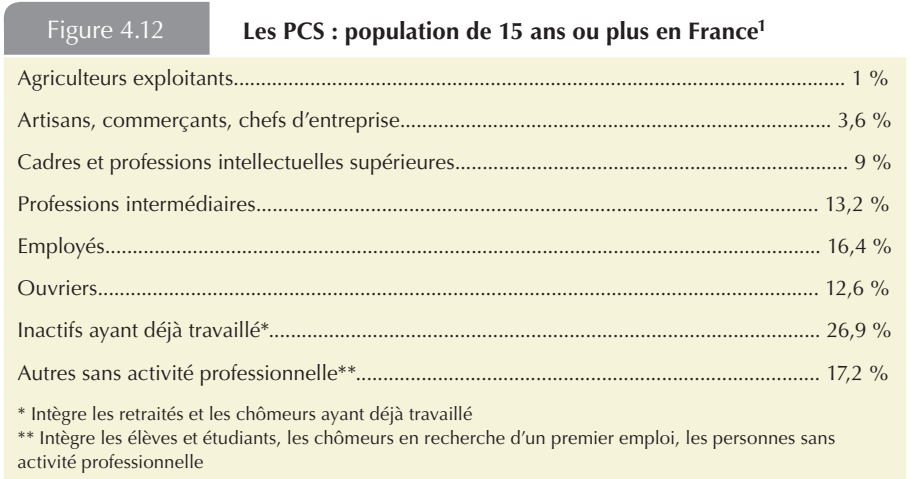 Figure 4.12
Les PCS : population de 15 ans ou plus en France¹
Agriculteurs exploitants.......... 1 %
Artisans, commerçants, chefs d'entreprise.......... 3,6 %
Cadres et professions intellectuelles supérieures.......... 9 %
Professions intermédiaires.......... 13,2 %
Employés.......... 16,4 %
Ouvriers.......... 12,6 %
Inactifs ayant déjà travaillé*.......... 26,9 %
Autres sans activité professionnelle**.......... 17,2 %
* Intègre les retraités et les chômeurs ayant déjà travaillé
** Intègre les élèves et étudiants, les chômeurs en recherche d'un premier emploi, les personnes sans
activité professionnelle